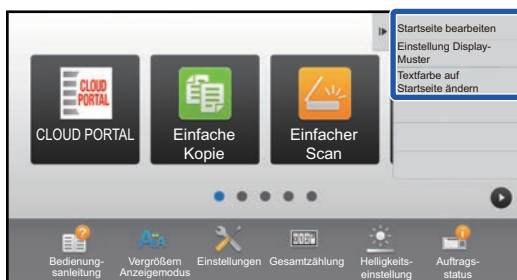 Startseite bearbeiten
Einstellung Display-
Muster
Textfarbe auf
Startseite ändern
CLOUD
PORTAL
CLOUD PORTAL
Einfache
Kopie
Einfacher
Scan
Bedienung-
sanleitung
Vergrößern
Anzeigemodus
Einstellungen
Gesamtzählung
Helligkeits-
einstellung
Auftrags-
status